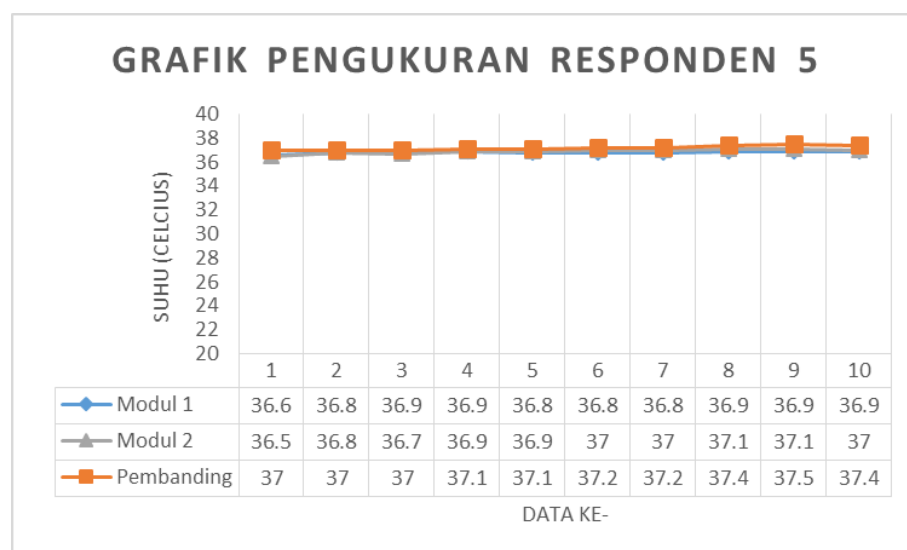 GRAFIK PENGUKURAN RESPONDEN 5
SUHU (CELCIUS)
40
38
36
34
32
30
28
26
24
22
20
1 2 3 4 5 6 7 8 9 10
Modul 1 36.6 36.8 36.9 36.9 36.8 36.8 36.8 36.9 36.9 36.9
Modul 2 36.5 36.8 36.7 36.9 36.9 37 37 37.1 37.1 37
Pembanding 37 37 37 37.1 37.1 37.2 37.2 37.4 37.5 37.4
DATA KE-